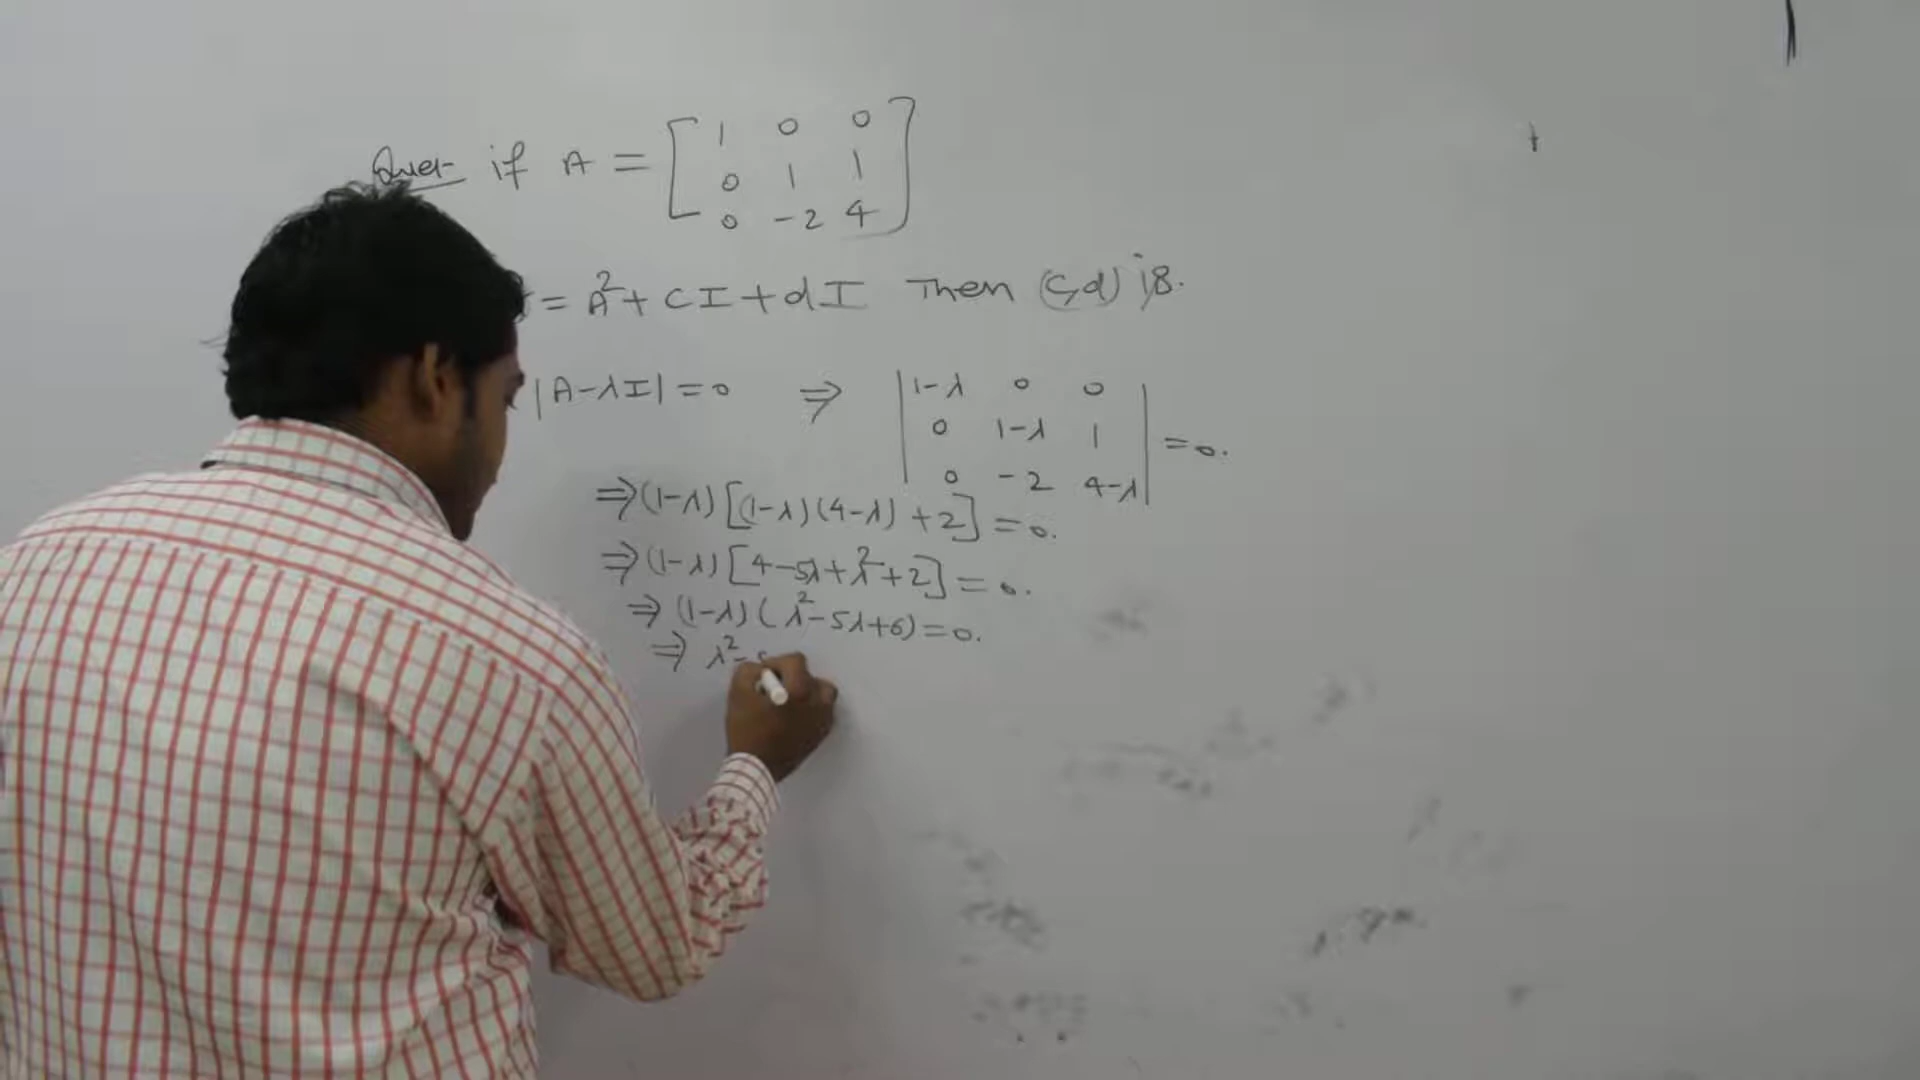 Ques- if A = [1 0 0
0 1 1
0 -2 4]
= A² + CI + dI Then (c,d) is.
|A-λI| = 0 ⇒ |1-λ 0 0
0 1-λ 1
0 -2 4-λ| = 0.
⇒ (1-λ) [(1-λ)(4-λ) + 2] = 0.
⇒ (1-λ) [4-5λ+λ²+2] = 0.
⇒ (1-λ) (λ²-5λ+6) = 0.
⇒ λ² -